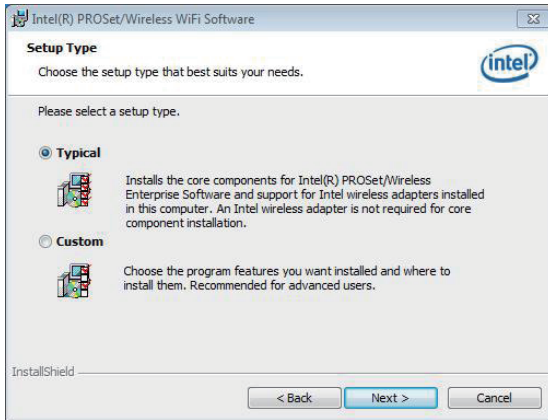 Intel(R) PROSet/Wireless WiFi Software
Setup Type
Choose the setup type that best suits your needs.
(intel)
Please select a setup type.
Typical
Installs the core components for Intel(R) PROSet/Wireless
Enterprise Software and support for Intel wireless adapters installed
in this computer. An Intel wireless adapter is not required for core
component installation.
Custom
Choose the program features you want installed and where to
install them. Recommended for advanced users.
InstallShield
< Back
Next >
Cancel